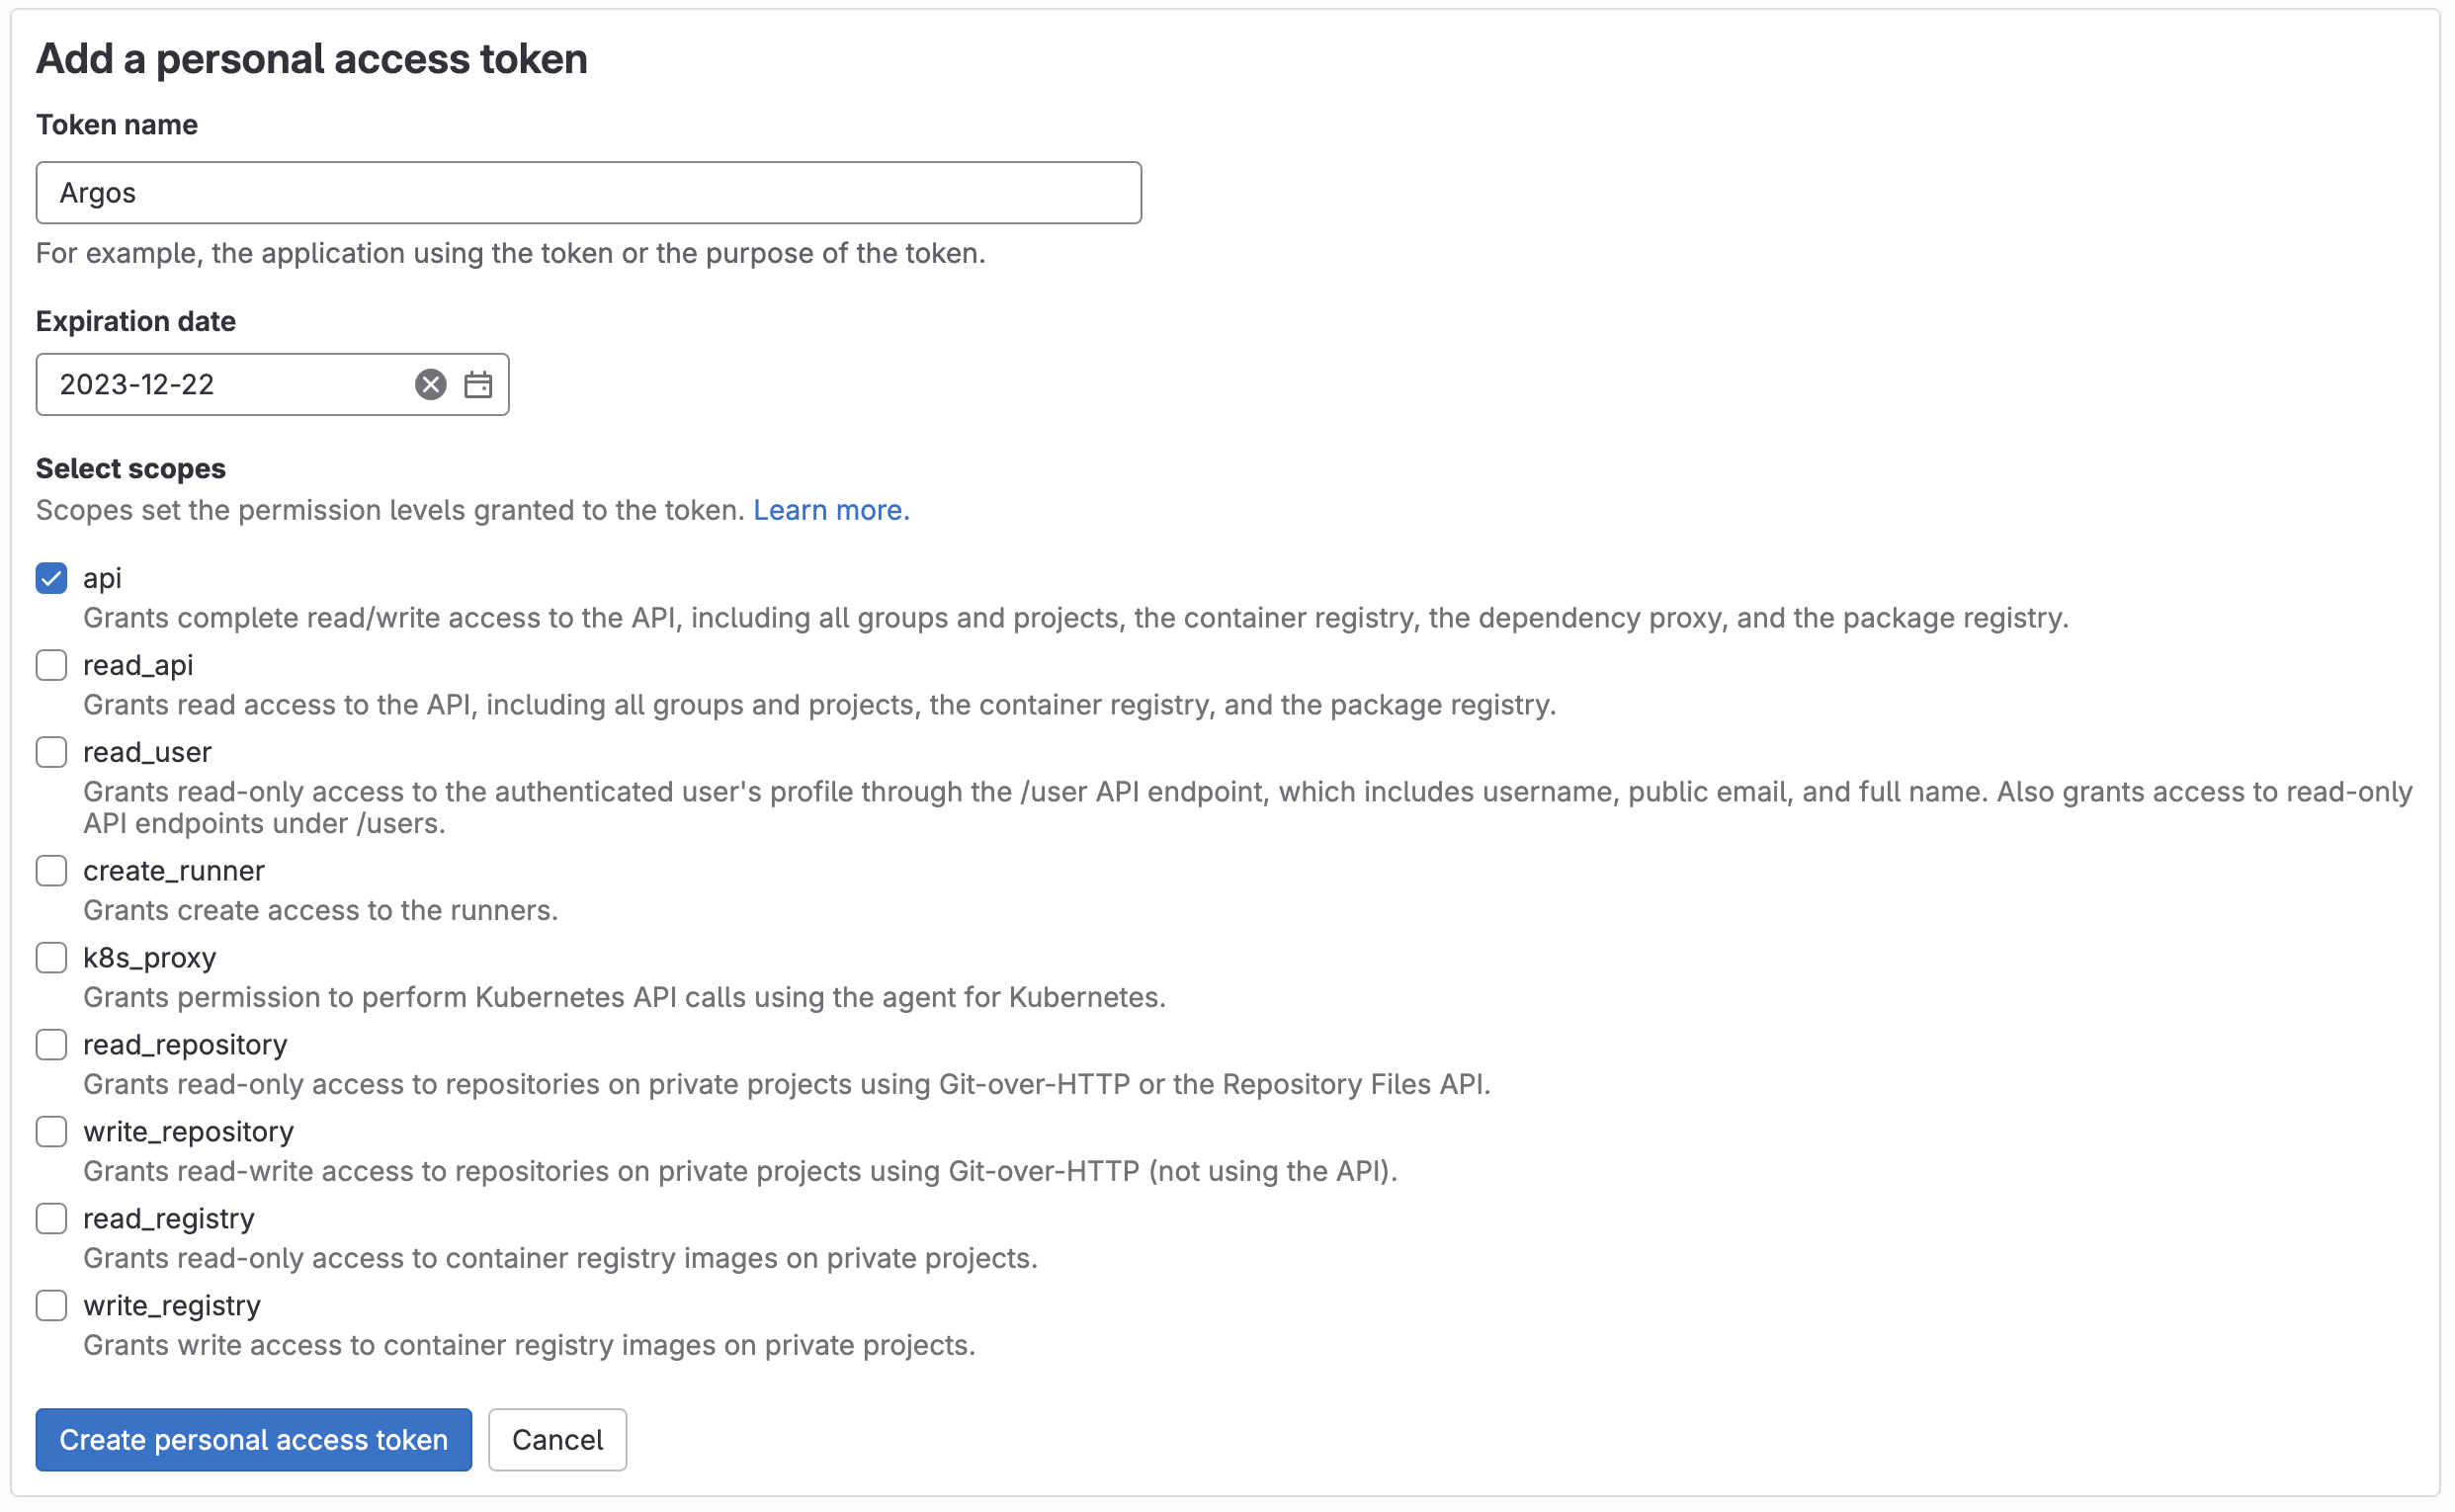 Add a personal access token
Token name
Argos
For example, the application using the token or the purpose of the token.
Expiration date
2023-12-22
Select scopes
Scopes set the permission levels granted to the token. Learn more.
api
Grants complete read/write access to the API, including all groups and projects, the container registry, the dependency proxy, and the package registry.
read_api
Grants read access to the API, including all groups and projects, the container registry, and the package registry.
read_user
Grants read-only access to the authenticated user's profile through the /user API endpoint, which includes username, public email, and full name. Also grants access to read-only
API endpoints under /users.
create_runner
Grants create access to the runners.
k8s_proxy
Grants permission to perform Kubernetes API calls using the agent for Kubernetes.
read_repository
Grants read-only access to repositories on private projects using Git-over-HTTP or the Repository Files API.
write_repository
Grants read-write access to repositories on private projects using Git-over-HTTP (not using the API).
read_registry
Grants read-only access to container registry images on private projects.
write_registry
Grants write access to container registry images on private projects.
Create personal access token Cancel